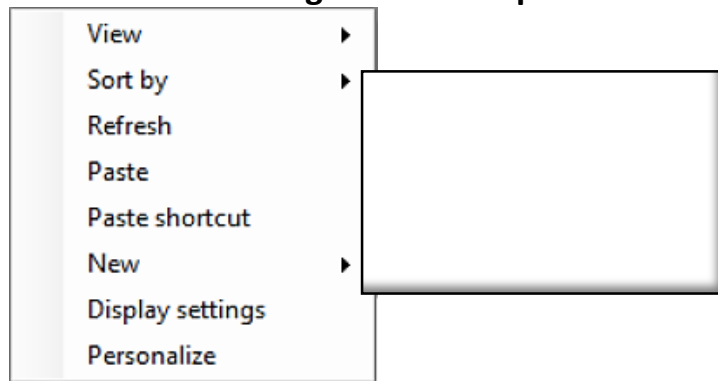 View
Sort by
Refresh
Paste
Paste shortcut
New
Display settings
Personalize